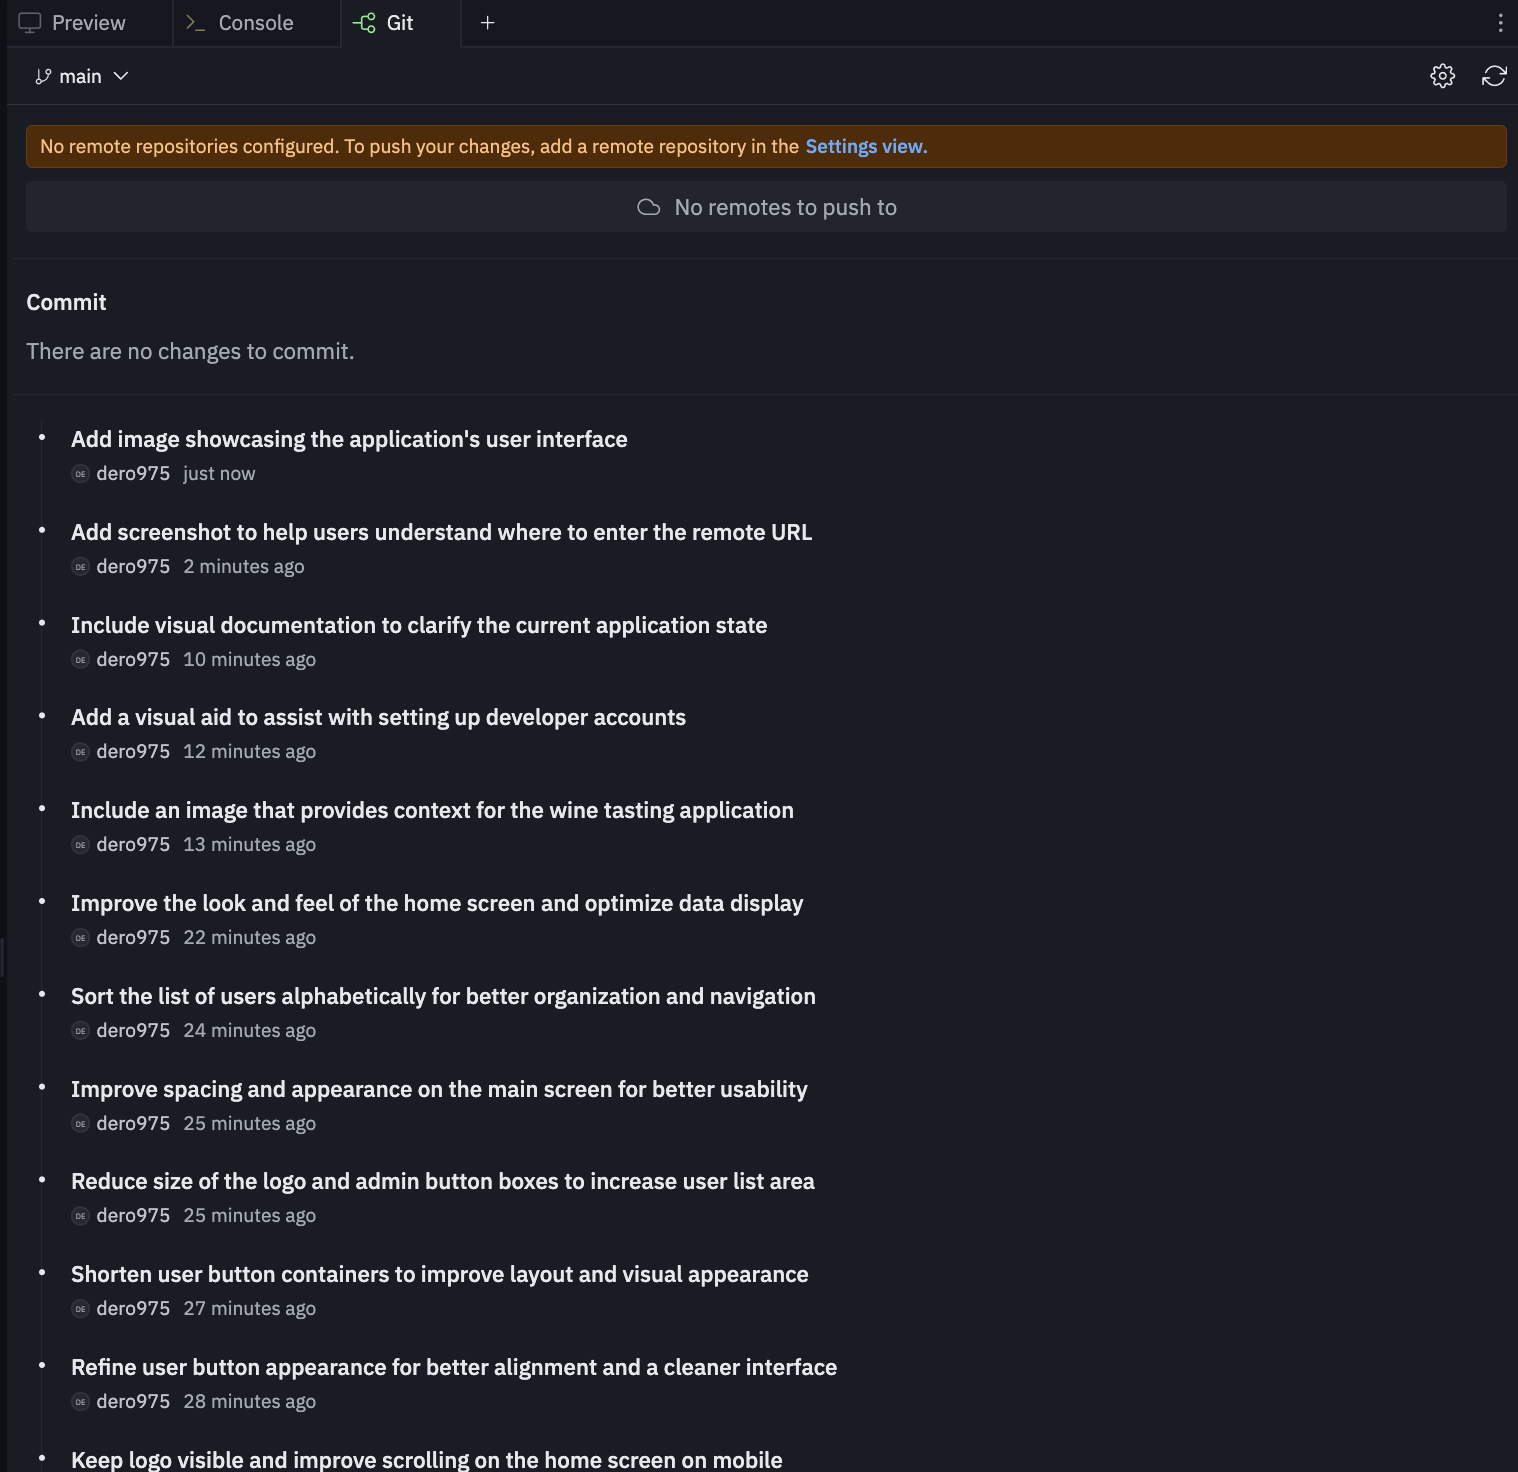 Preview
Console
Git
main
No remote repositories configured. To push your changes, add a remote repository in the Settings view.
No remotes to push to
Commit
There are no changes to commit.
Add image showcasing the application's user interface
DE dero975 just now
Add screenshot to help users understand where to enter the remote URL
DE dero975 2 minutes ago
Include visual documentation to clarify the current application state
DE dero975 10 minutes ago
Add a visual aid to assist with setting up developer accounts
DE dero975 12 minutes ago
Include an image that provides context for the wine tasting application
DE dero975 13 minutes ago
Improve the look and feel of the home screen and optimize data display
DE dero975 22 minutes ago
Sort the list of users alphabetically for better organization and navigation
DE dero975 24 minutes ago
Improve spacing and appearance on the main screen for better usability
DE dero975 25 minutes ago
Reduce size of the logo and admin button boxes to increase user list area
DE dero975 25 minutes ago
Shorten user button containers to improve layout and visual appearance
DE dero975 27 minutes ago
Refine user button appearance for better alignment and a cleaner interface
DE dero975 28 minutes ago
Keep logo visible and improve scrolling on the home screen on mobile